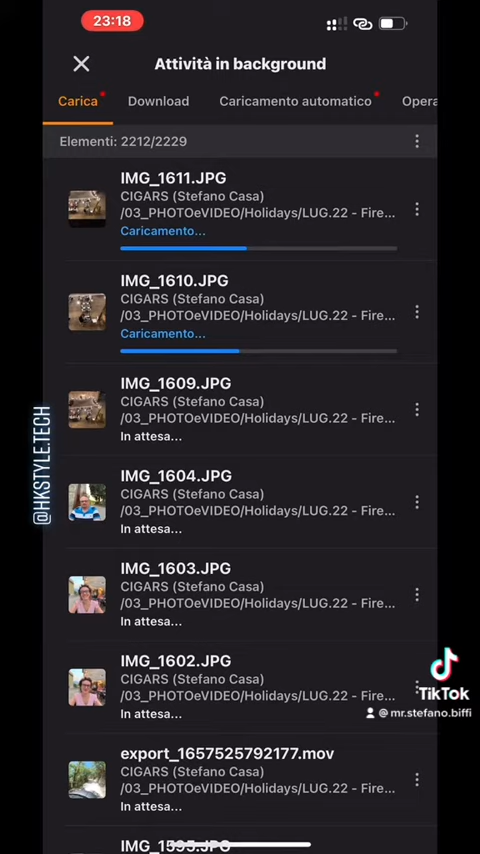 23:18
Attività in background
Carica
Download
Caricamento automatico
Opera
Elementi: 2212/2229
IMG_1611.JPG
CIGARS (Stefano Casa)
/03_PHOTOeVIDEO/Holidays/LUG.22 - Fire...
Caricamento...
IMG_1610.JPG
CIGARS (Stefano Casa)
/03_PHOTOeVIDEO/Holidays/LUG.22 - Fire...
Caricamento...
IMG_1609.JPG
CIGARS (Stefano Casa)
/03_PHOTOeVIDEO/Holidays/LUG.22 - Fire...
In attesa...
IMG_1604.JPG
CIGARS (Stefano Casa)
/03_PHOTOeVIDEO/Holidays/LUG.22 - Fire...
In attesa...
IMG_1603.JPG
CIGARS (Stefano Casa)
/03_PHOTOeVIDEO/Holidays/LUG.22 - Fire...
In attesa...
IMG_1602.JPG
CIGARS (Stefano Casa)
/03_PHOTOeVIDEO/Holidays/LUG.22 - Fire...
In attesa...
export_1657525792177.mov
CIGARS (Stefano Casa)
/03_PHOTOeVIDEO/Holidays/LUG.22 - Fire...
In attesa...
@HKSTYLE.TECH
TikTok
@mr.stefano.biffi